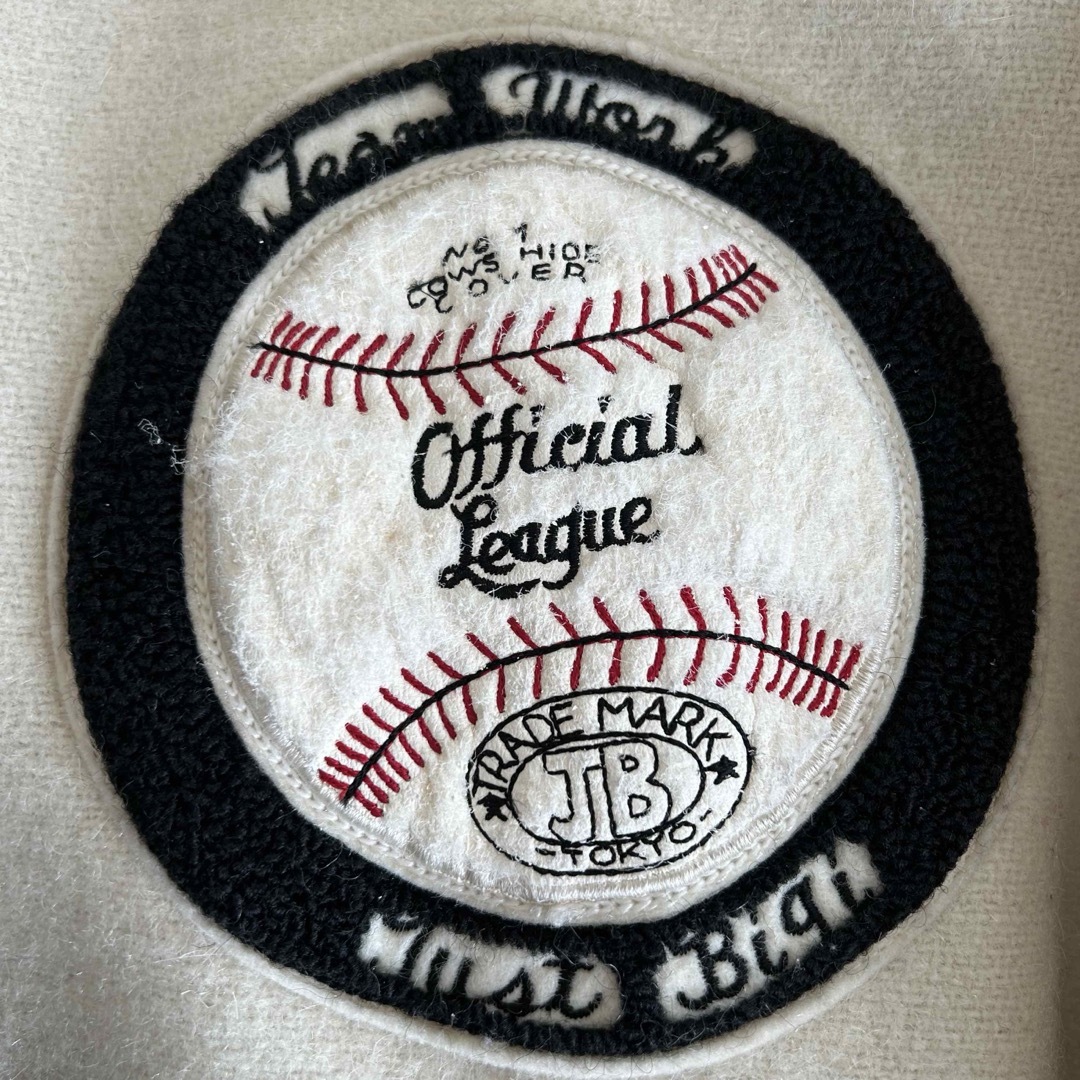 Team Work
NO 1
COWS HIDE
COVER
Official
League
TRADE MARK
JB
-TOKYO-
Just Bigi